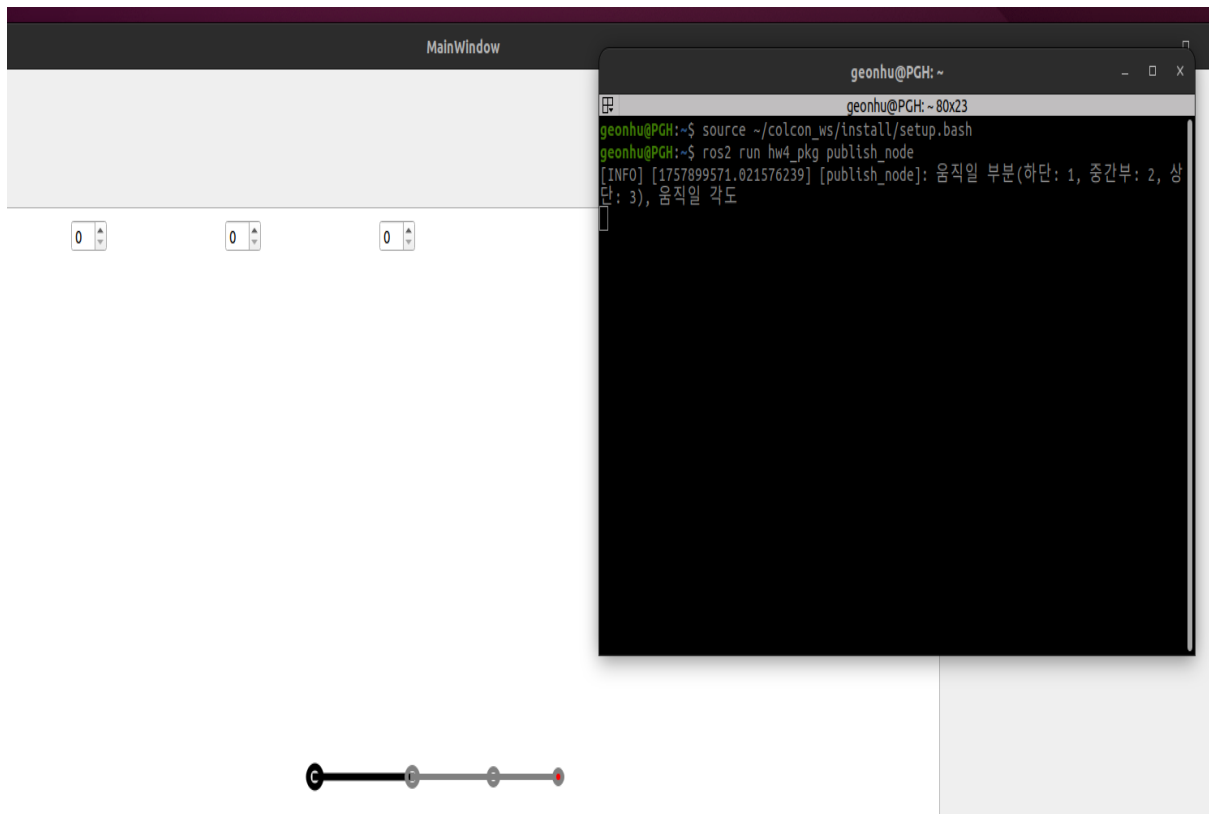 MainWindow
geonhu@PGH: ~
geonhu@PGH: ~ 80x23
geonhu@PGH:~$ source ~/colcon_ws/install/setup.bash
geonhu@PGH:~$ ros2 run hw4_pkg publish_node
[INFO] [1757899571.021576239] [publish_node]: 움직일 부분(하단: 1, 중간부: 2, 상
단: 3), 움직일 각도
0 0 0